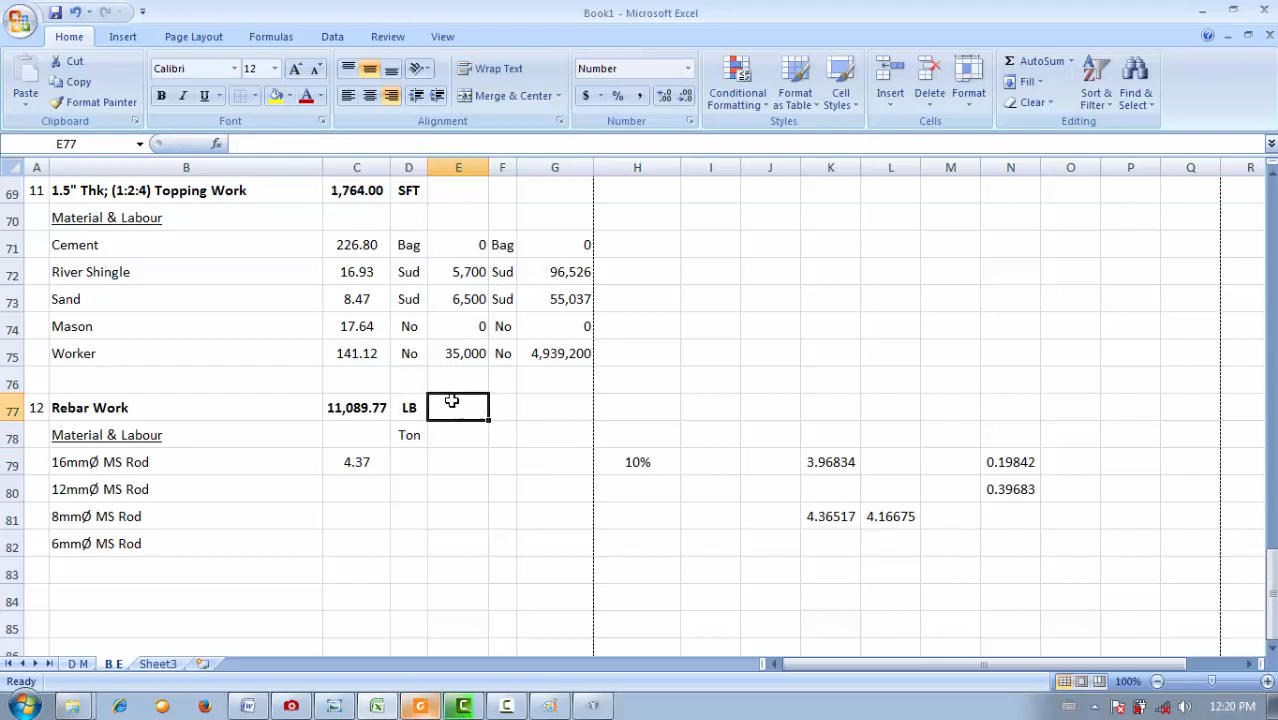 Book1 - Microsoft Excel
Home Insert Page Layout Formulas Data Review View
Paste Cut Copy Format Painter Clipboard
Calibri 12 B I U Font
Wrap Text Merge & Center Alignment
Number $ % , Number
Conditional Formatting Format as Table Cell Styles Styles
Insert Delete Format Cells
AutoSum Fill Clear Sort & Filter Find & Select Editing
E77 fx
A B C D E F G H I J K L M N O P Q R
69 11 1.5" Thk; (1:2:4) Topping Work 1,764.00 SFT
70 Material & Labour
71 Cement 226.80 Bag 0 Bag 0
72 River Shingle 16.93 Sud 5,700 Sud 96,526
73 Sand 8.47 Sud 6,500 Sud 55,037
74 Mason 17.64 No 0 No 0
75 Worker 141.12 No 35,000 No 4,939,200
76
77 12 Rebar Work 11,089.77 LB
78 Material & Labour Ton
79 16mmØ MS Rod 4.37 10% 3.96834 0.19842
80 12mmØ MS Rod 0.39683
81 8mmØ MS Rod 4.36517 4.16675
82 6mmØ MS Rod
83
84
85
86
D M B E Sheet3
Ready 100%
12:20 PM